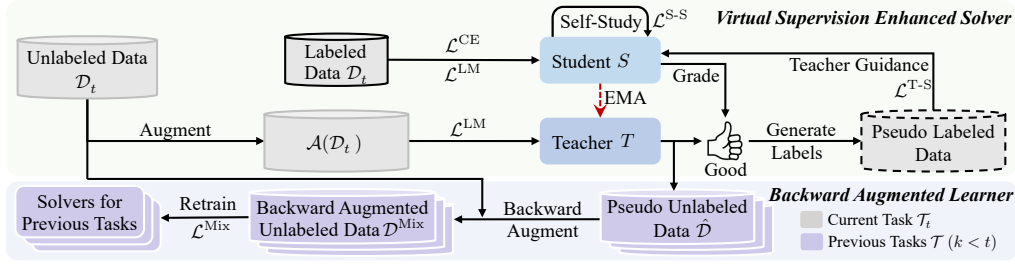 Virtual Supervision Enhanced Solver
Self-Study
ℒ^S-S
Unlabeled Data
𝒟_t
Labeled
Data 𝒟_t
ℒ^CE
ℒ^LM
Student S
Grade
Teacher Guidance
ℒ^T-S
EMA
Augment
𝒜(𝒟_t)
ℒ^LM
Teacher T
Good
Generate
Labels
Pseudo Labeled
Data
Backward Augmented Learner
Solvers for
Previous Tasks
Retrain
ℒ^Mix
Backward Augmented
Unlabeled Data 𝒟^Mix
Backward
Augment
Pseudo Unlabeled
Data 𝒟̂
Current Task 𝒯_t
Previous Tasks 𝒯 (k < t)